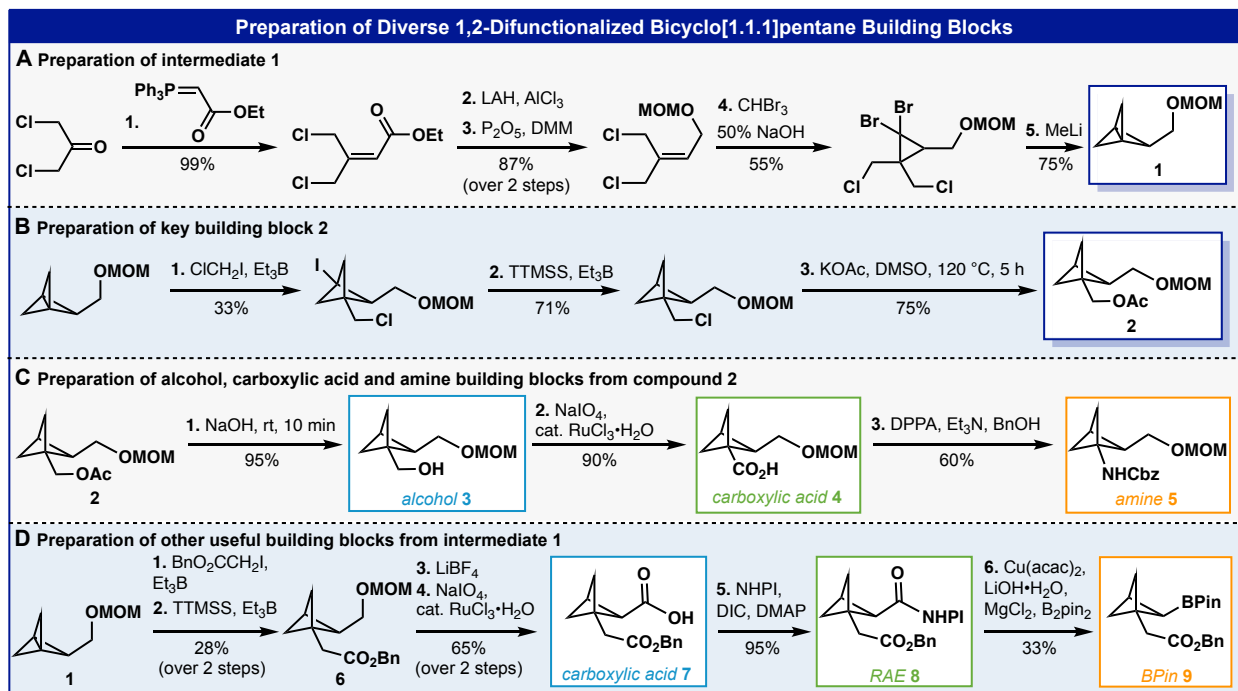 Preparation of Diverse 1,2-Difunctionalized Bicyclo[1.1.1]pentane Building Blocks
A Preparation of intermediate 1
Cl
O
Cl
Ph3P
OEt
O
1.
99%
Cl
O
OEt
Cl
2. LAH, AlCl3
3. P2O5, DMM
87%
(over 2 steps)
MOMO
Cl
Cl
4. CHBr3
50% NaOH
55%
Br
Br
OMOM
Cl
Cl
5. MeLi
75%
OMOM
1
B Preparation of key building block 2
OMOM
1. ClCH2I, Et3B
33%
I
OMOM
Cl
2. TTMSS, Et3B
71%
OMOM
Cl
3. KOAc, DMSO, 120 °C, 5 h
75%
OMOM
OAc
2
C Preparation of alcohol, carboxylic acid and amine building blocks from compound 2
OMOM
OAc
2
1. NaOH, rt, 10 min
95%
OMOM
OH
alcohol 3
2. NaIO4,
cat. RuCl3•H2O
90%
OMOM
CO2H
carboxylic acid 4
3. DPPA, Et3N, BnOH
60%
OMOM
NHCbz
amine 5
D Preparation of other useful building blocks from intermediate 1
OMOM
1
1. BnO2CCH2I,
Et3B
2. TTMSS, Et3B
28%
(over 2 steps)
OMOM
CO2Bn
6
3. LiBF4
4. NaIO4,
cat. RuCl3•H2O
65%
(over 2 steps)
O
OH
CO2Bn
carboxylic acid 7
5. NHPI,
DIC, DMAP
95%
O
NHPI
CO2Bn
RAE 8
6. Cu(acac)2,
LiOH•H2O,
MgCl2, B2pin2
33%
BPin
CO2Bn
BPin 9